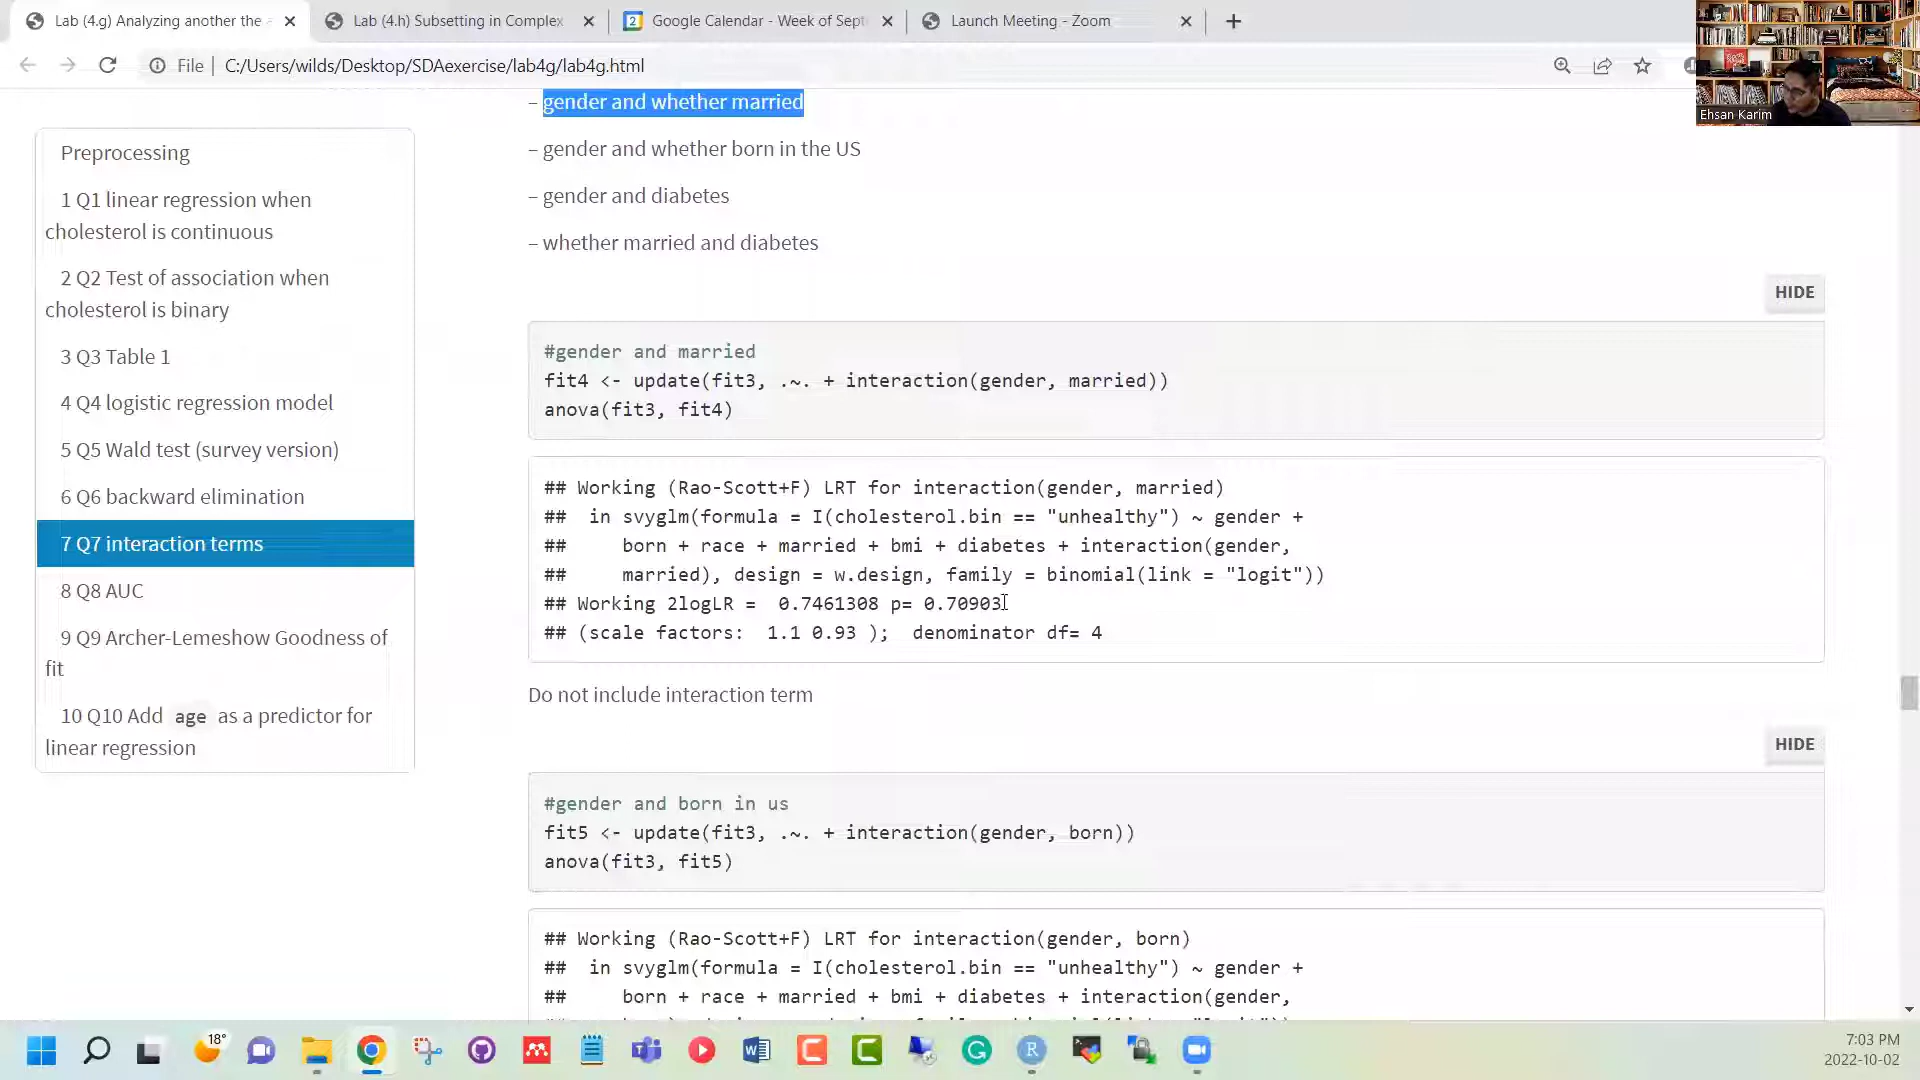 Lab (4.g) Analyzing another the
Lab (4.h) Subsetting in Complex
Google Calendar - Week of Sept
Launch Meeting - Zoom
File
C:/Users/wilds/Desktop/SDAexercise/lab4g/lab4g.html
Ehsan Karim
– gender and whether married
– gender and whether born in the US
– gender and diabetes
– whether married and diabetes
Preprocessing
1 Q1 linear regression when
cholesterol is continuous
2 Q2 Test of association when
cholesterol is binary
3 Q3 Table 1
4 Q4 logistic regression model
5 Q5 Wald test (survey version)
6 Q6 backward elimination
7 Q7 interaction terms
8 Q8 AUC
9 Q9 Archer-Lemeshow Goodness of
fit
10 Q10 Add age as a predictor for
linear regression
HIDE
#gender and married
fit4 <- update(fit3, .~. + interaction(gender, married))
anova(fit3, fit4)
## Working (Rao-Scott+F) LRT for interaction(gender, married)
##  in svyglm(formula = I(cholesterol.bin == "unhealthy") ~ gender +
##     born + race + married + bmi + diabetes + interaction(gender,
##     married), design = w.design, family = binomial(link = "logit"))
## Working 2logLR =  0.7461308 p= 0.70903
## (scale factors:  1.1 0.93 );  denominator df= 4
Do not include interaction term
HIDE
#gender and born in us
fit5 <- update(fit3, .~. + interaction(gender, born))
anova(fit3, fit5)
## Working (Rao-Scott+F) LRT for interaction(gender, born)
##  in svyglm(formula = I(cholesterol.bin == "unhealthy") ~ gender +
##     born + race + married + bmi + diabetes + interaction(gender,
18°
7:03 PM
2022-10-02